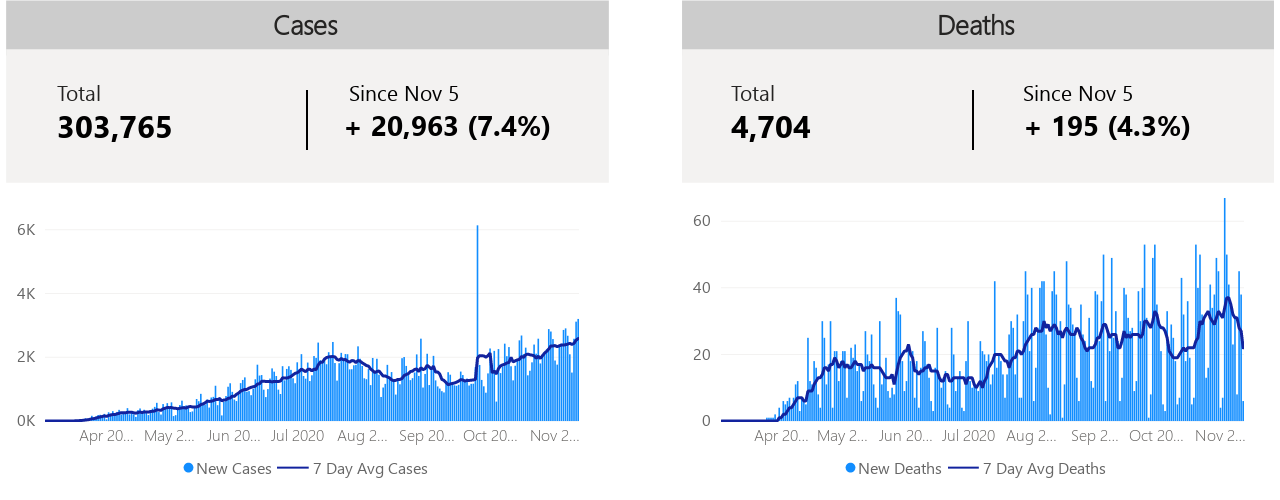 Cases
Total
303,765
Since Nov 5
+ 20,963 (7.4%)
6K
4K
2K
0K
Apr 20... May 2... Jun 20... Jul 2020 Aug 2... Sep 20... Oct 20... Nov 2...
New Cases 7 Day Avg Cases
Deaths
Total
4,704
Since Nov 5
+ 195 (4.3%)
60
40
20
0
Apr 20... May 2... Jun 20... Jul 2020 Aug 2... Sep 2... Oct 20... Nov 2...
New Deaths 7 Day Avg Deaths